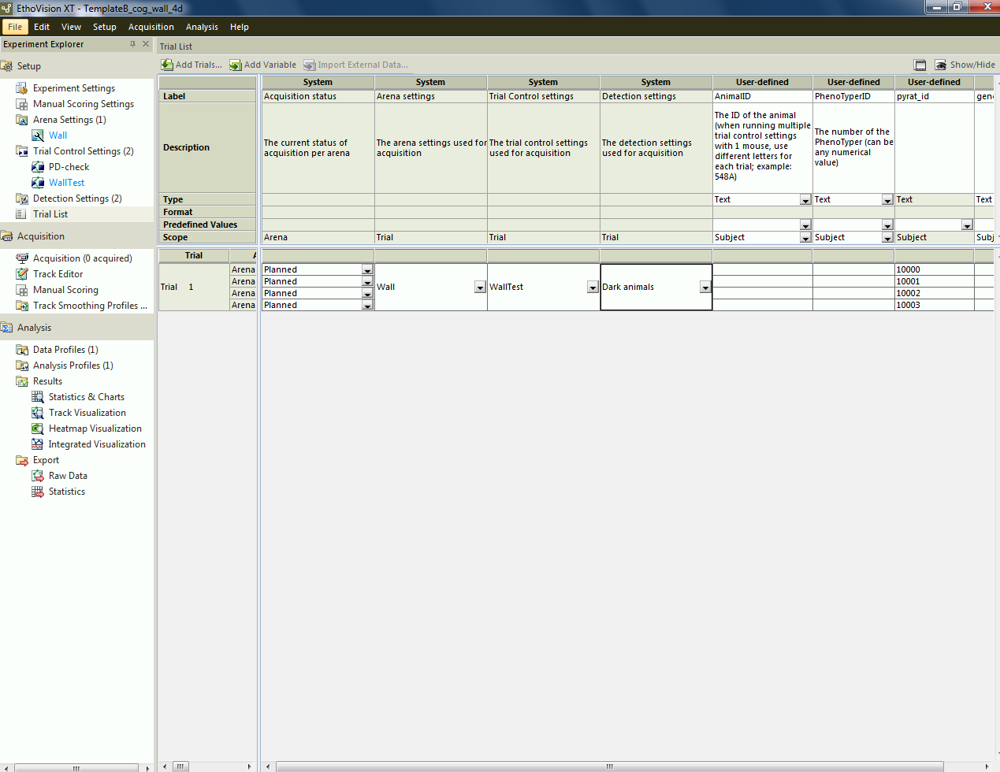 EthoVision XT - TemplateB_cog_wall_4d
File Edit View Setup Acquisition Analysis Help
Experiment Explorer
Setup
Experiment Settings
Manual Scoring Settings
Arena Settings (1)
Wall
Trial Control Settings (2)
PD-check
WallTest
Detection Settings (2)
Trial List
Acquisition
Acquisition (0 acquired)
Track Editor
Manual Scoring
Track Smoothing Profiles ...
Analysis
Data Profiles (1)
Analysis Profiles (1)
Results
Statistics & Charts
Track Visualization
Heatmap Visualization
Integrated Visualization
Export
Raw Data
Statistics
Trial List
Add Trials... Add Variable Import External Data... Show/Hide
System System System System User-defined User-defined User-defined
Label Acquisition status Arena settings Trial Control settings Detection settings AnimalID PhenoTyperID pyrat_id gen
Description
The current status of
acquisition per arena
The arena settings used for
acquisition
The trial control settings
used for acquisition
The detection settings
used for acquisition
The ID of the animal
(when running multiple
trial control settings
with 1 mouse, use
different letters for
each trial; example:
548A)
The number of the
PhenoTyper (can be
any numerical
value)
Type Text Text Text Text
Format
Predefined Values
Scope Arena Trial Trial Trial Subject Subject Subject Subj
Trial A
Trial 1 Wall WallTest Dark animals
Arena Planned 10000
Arena Planned 10001
Arena Planned 10002
Arena Planned 10003